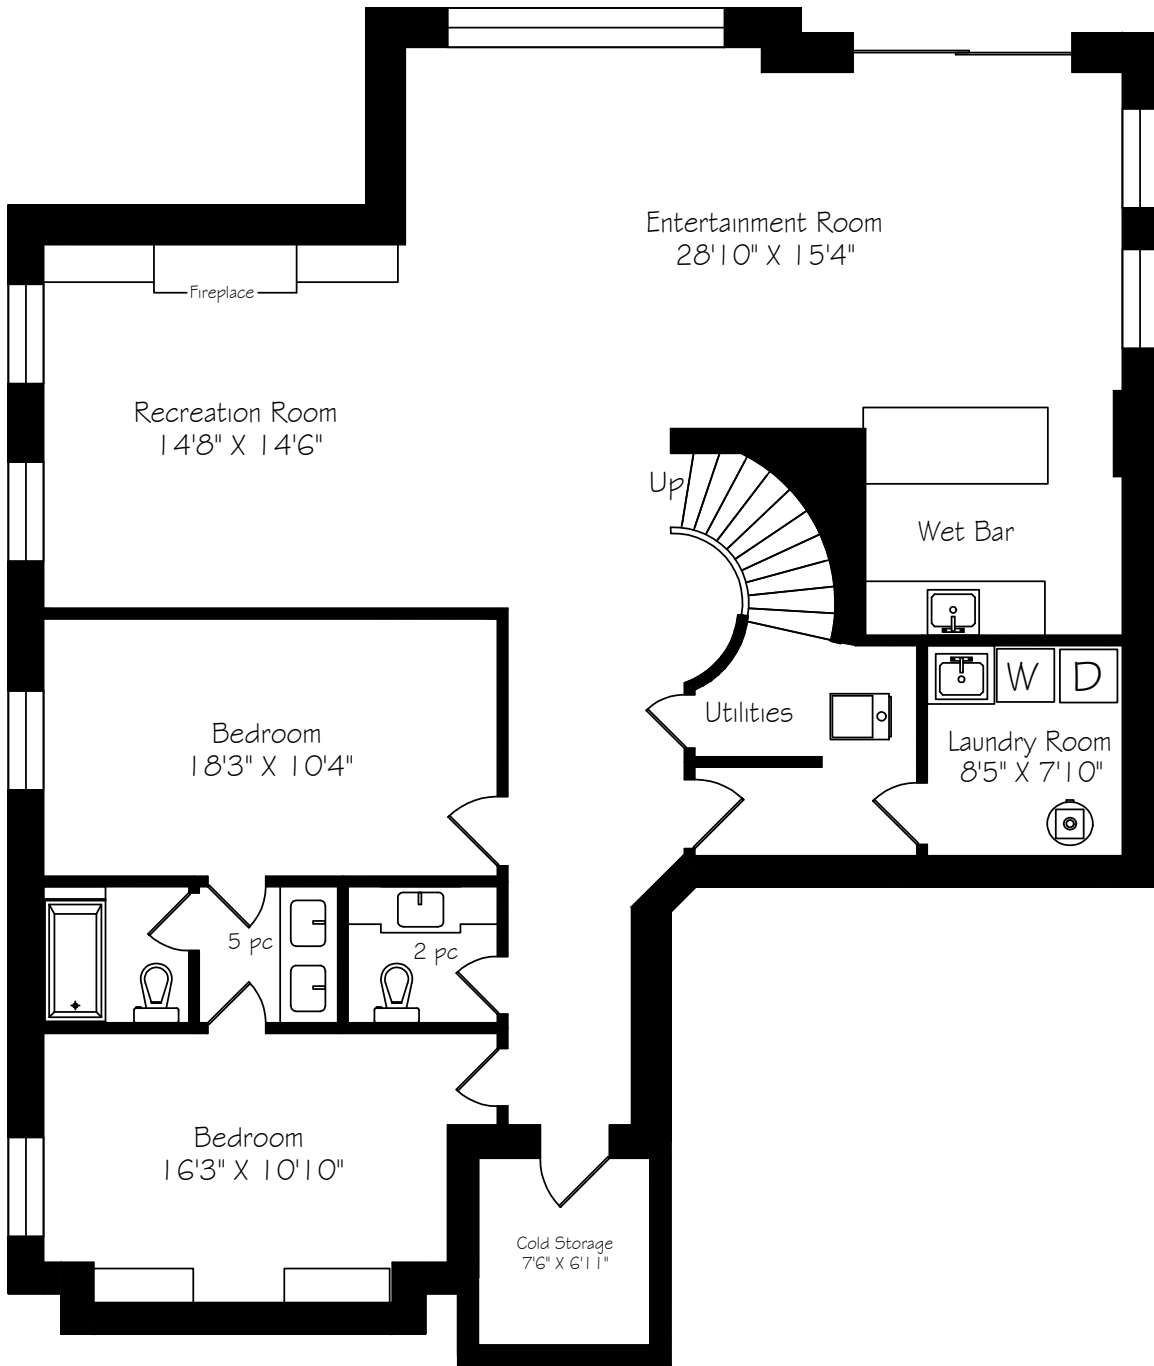 Entertainment Room
28'10" X 15'4"
Fireplace
Recreation Room
14'8" X 14'6"
Up
Wet Bar
Utilities
W D
Laundry Room
8'5" X 7'10"
Bedroom
18'3" X 10'4"
5 pc
2 pc
Bedroom
16'3" X 10'10"
Cold Storage
7'6" X 6'11"